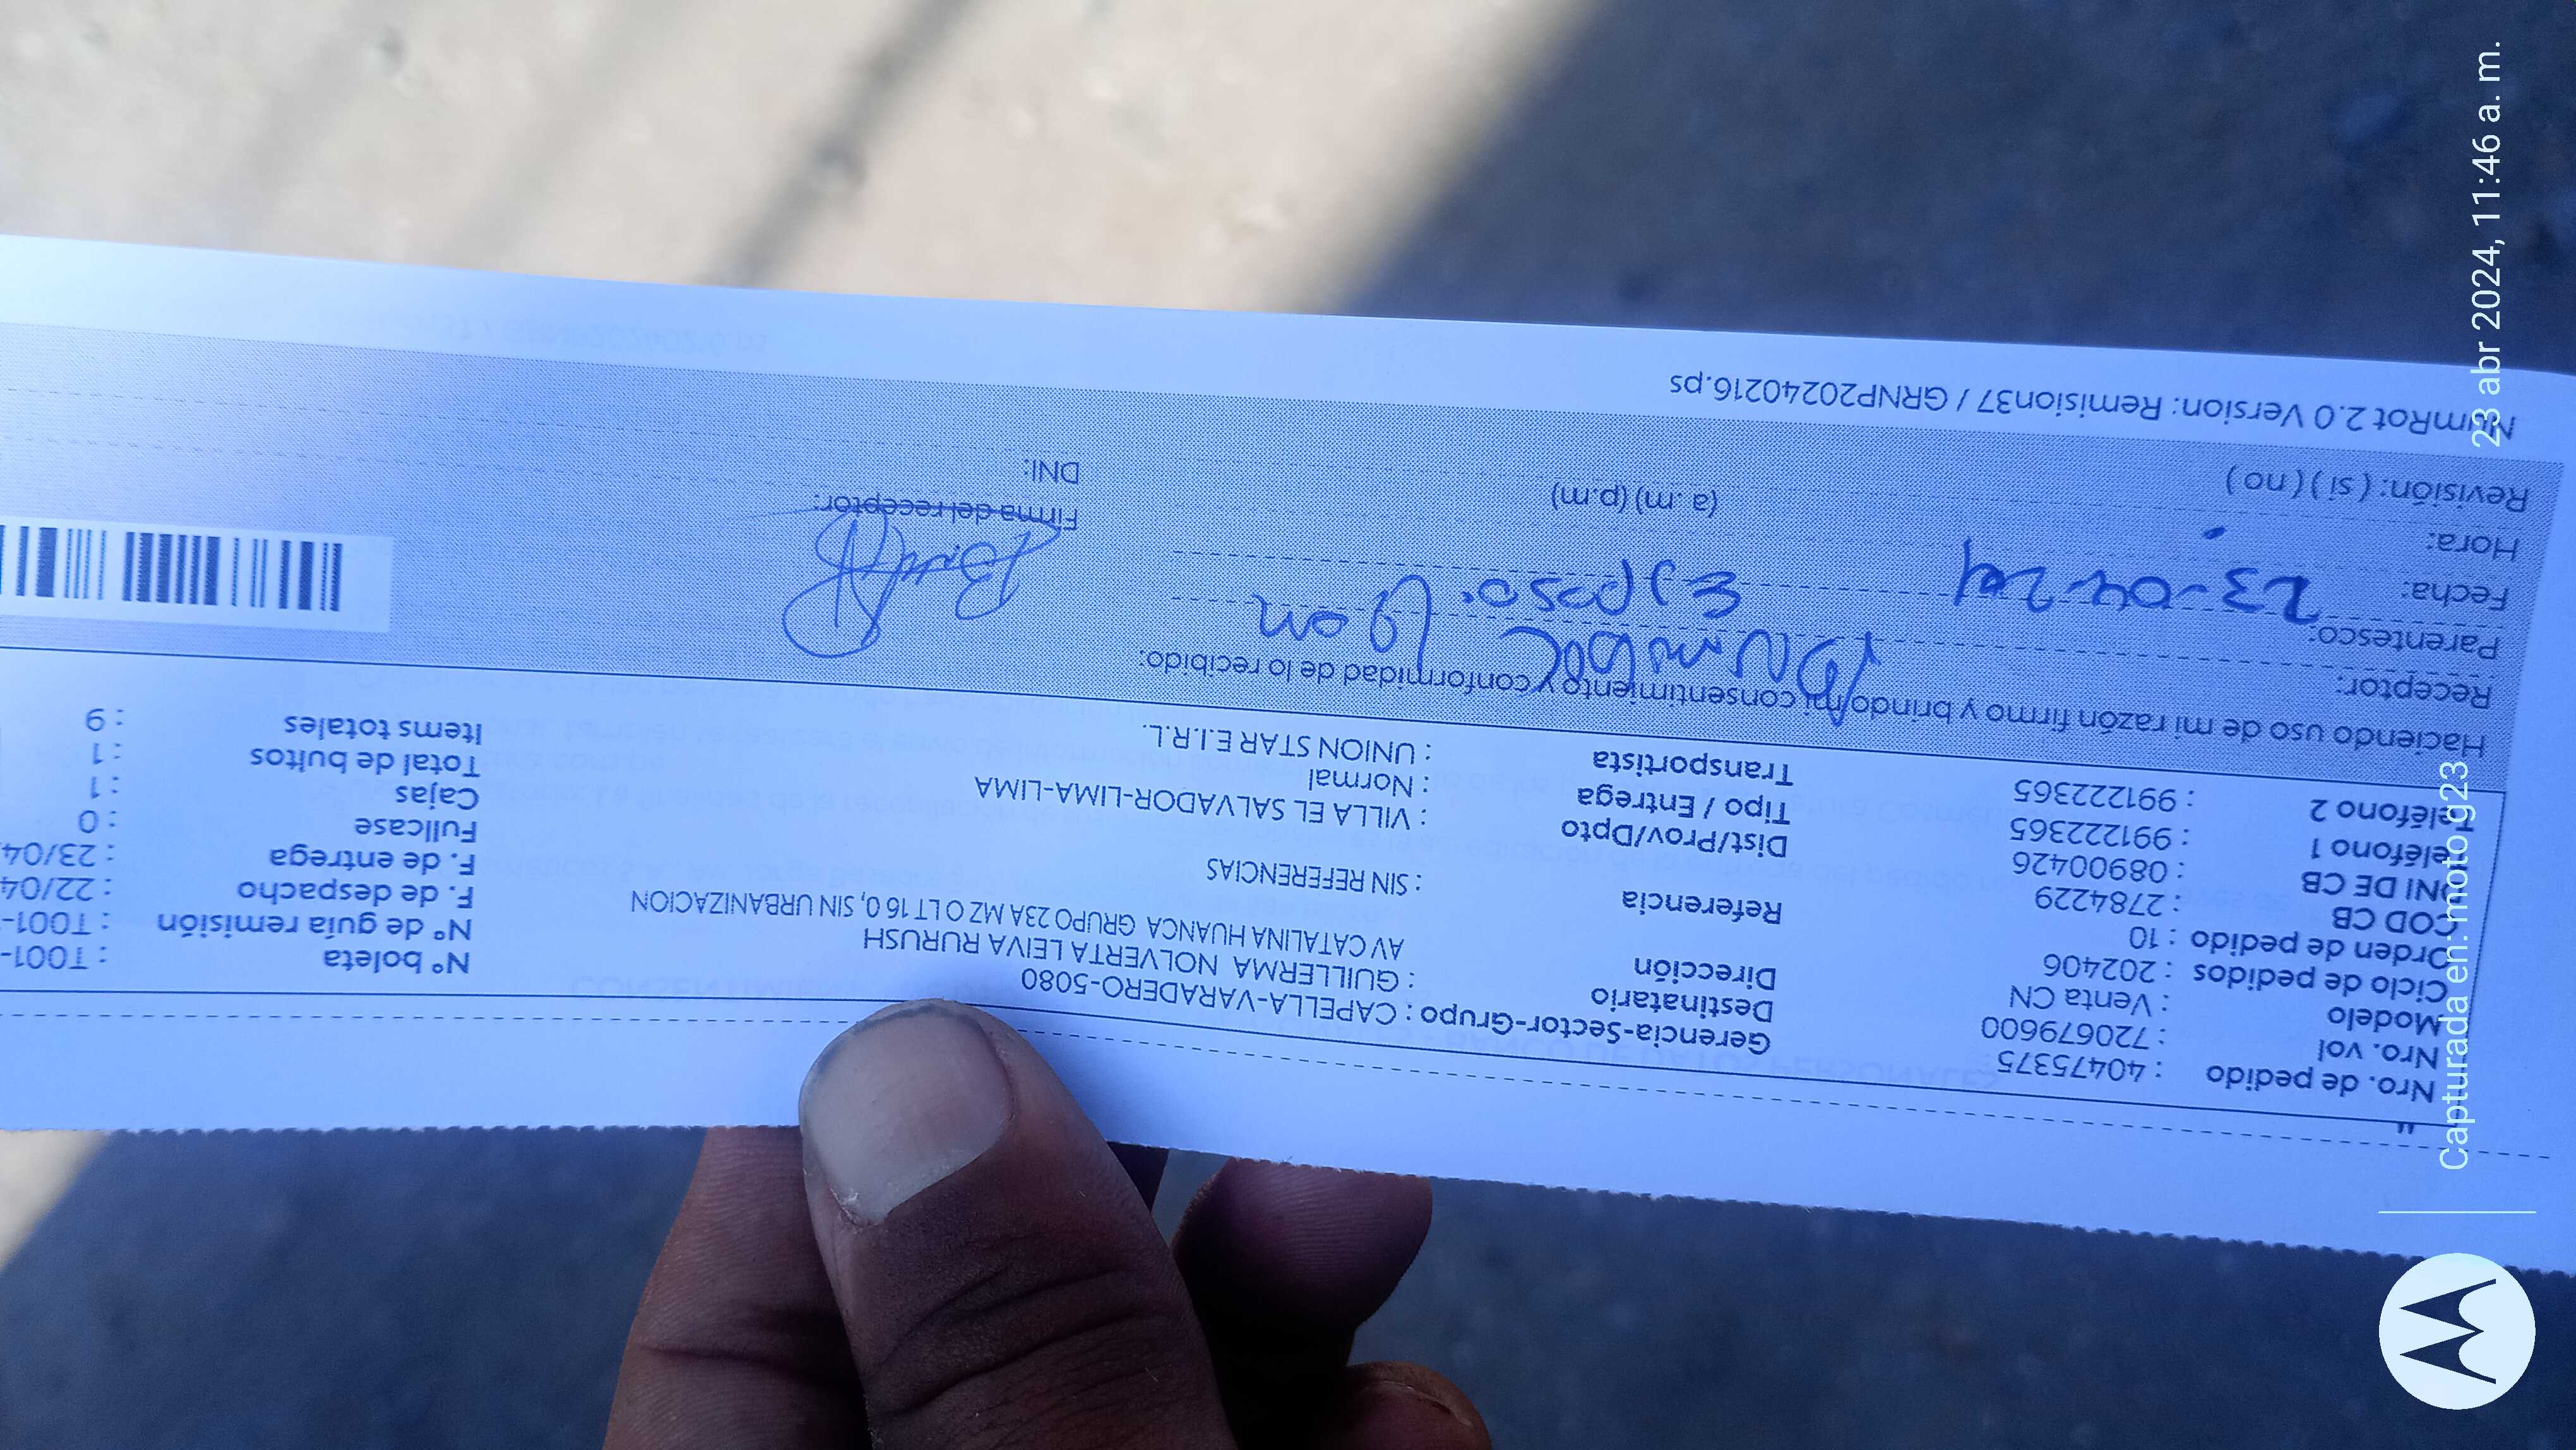 Nro. de pedido : 40475375
Nro. vol : 720679600
Modelo : Venta CN
Ciclo de pedidos : 202406
Orden de pedido : 10
COD CB : 2784229
DNI DE CB : 08900426
Teléfono 1 : 991222365
Teléfono 2 : 991222365
Gerencia-Sector-Grupo : CAPELLA-VARADERO-5080
Destinatario : GUILLERMA NOLVERTA LEIVA RURUSH
Dirección AV CATALINA HUANCA GRUPO 23A MZ O LT 16 0, SIN URBANIZACION
Referencia : SIN REFERENCIAS
Dist/Prov/Dpto : VILLA EL SALVADOR-LIMA-LIMA
Tipo / Entrega : Normal
Transportista : UNION STAR E.I.R.L.
Nº boleta : T001-
Nº de guía remisión : T001-
F. de despacho : 22/04
F. de entrega : 23/04
Fullcase : 0
Cajas : 1
Total de bultos : 1
Items totales : 9
Haciendo uso de mi razón firmo y brindo mi consentimiento y conformidad de lo recibido:
Receptor:
Parentesco: Esposo.
Fecha: 23-04-24
Hora: (a.m) (p.m)
Revisión: ( si ) ( no )
Firma del receptor:
DNI:
NumRot 2.0 Version: Remision37 / GRNP20240216.ps
23 abr 2024, 11:46 a. m.
Capturada en: motog23